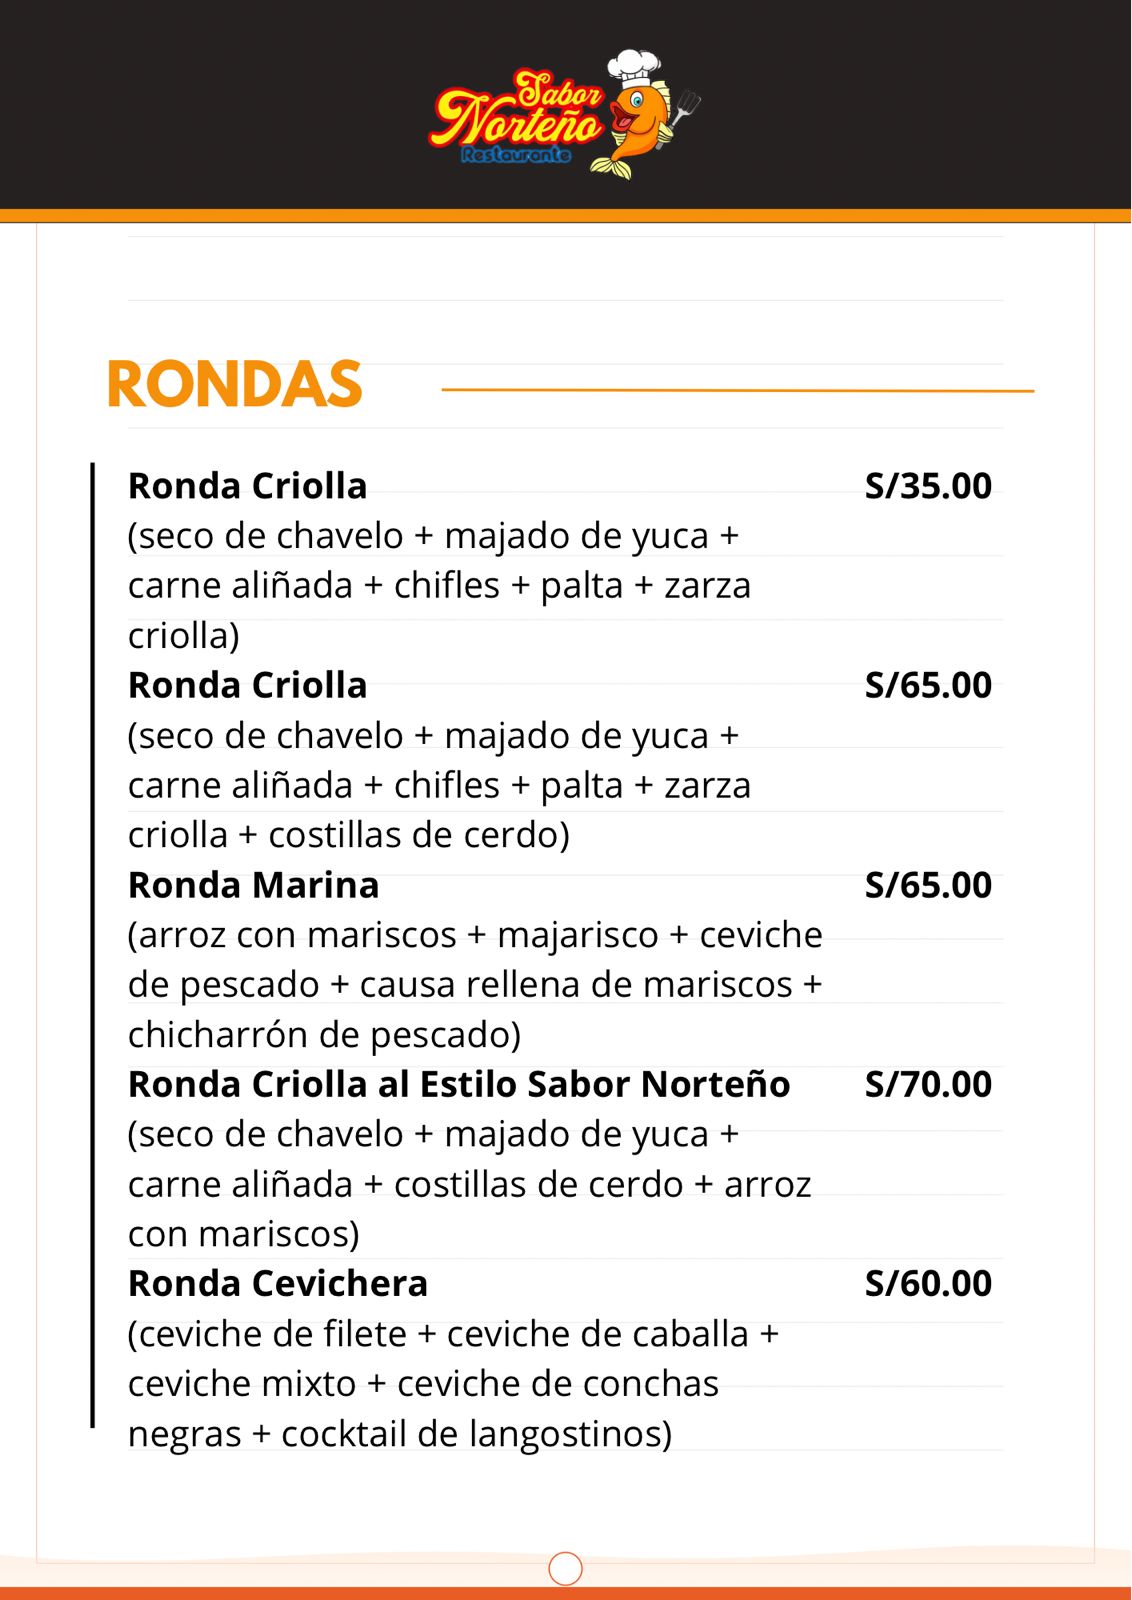 Sabor
Norteño
Restaurante
RONDAS
Ronda Criolla S/35.00
(seco de chavelo + majado de yuca +
carne aliñada + chifles + palta + zarza
criolla)
Ronda Criolla S/65.00
(seco de chavelo + majado de yuca +
carne aliñada + chifles + palta + zarza
criolla + costillas de cerdo)
Ronda Marina S/65.00
(arroz con mariscos + majarisco + ceviche
de pescado + causa rellena de mariscos +
chicharrón de pescado)
Ronda Criolla al Estilo Sabor Norteño S/70.00
(seco de chavelo + majado de yuca +
carne aliñada + costillas de cerdo + arroz
con mariscos)
Ronda Cevichera S/60.00
(ceviche de filete + ceviche de caballa +
ceviche mixto + ceviche de conchas
negras + cocktail de langostinos)